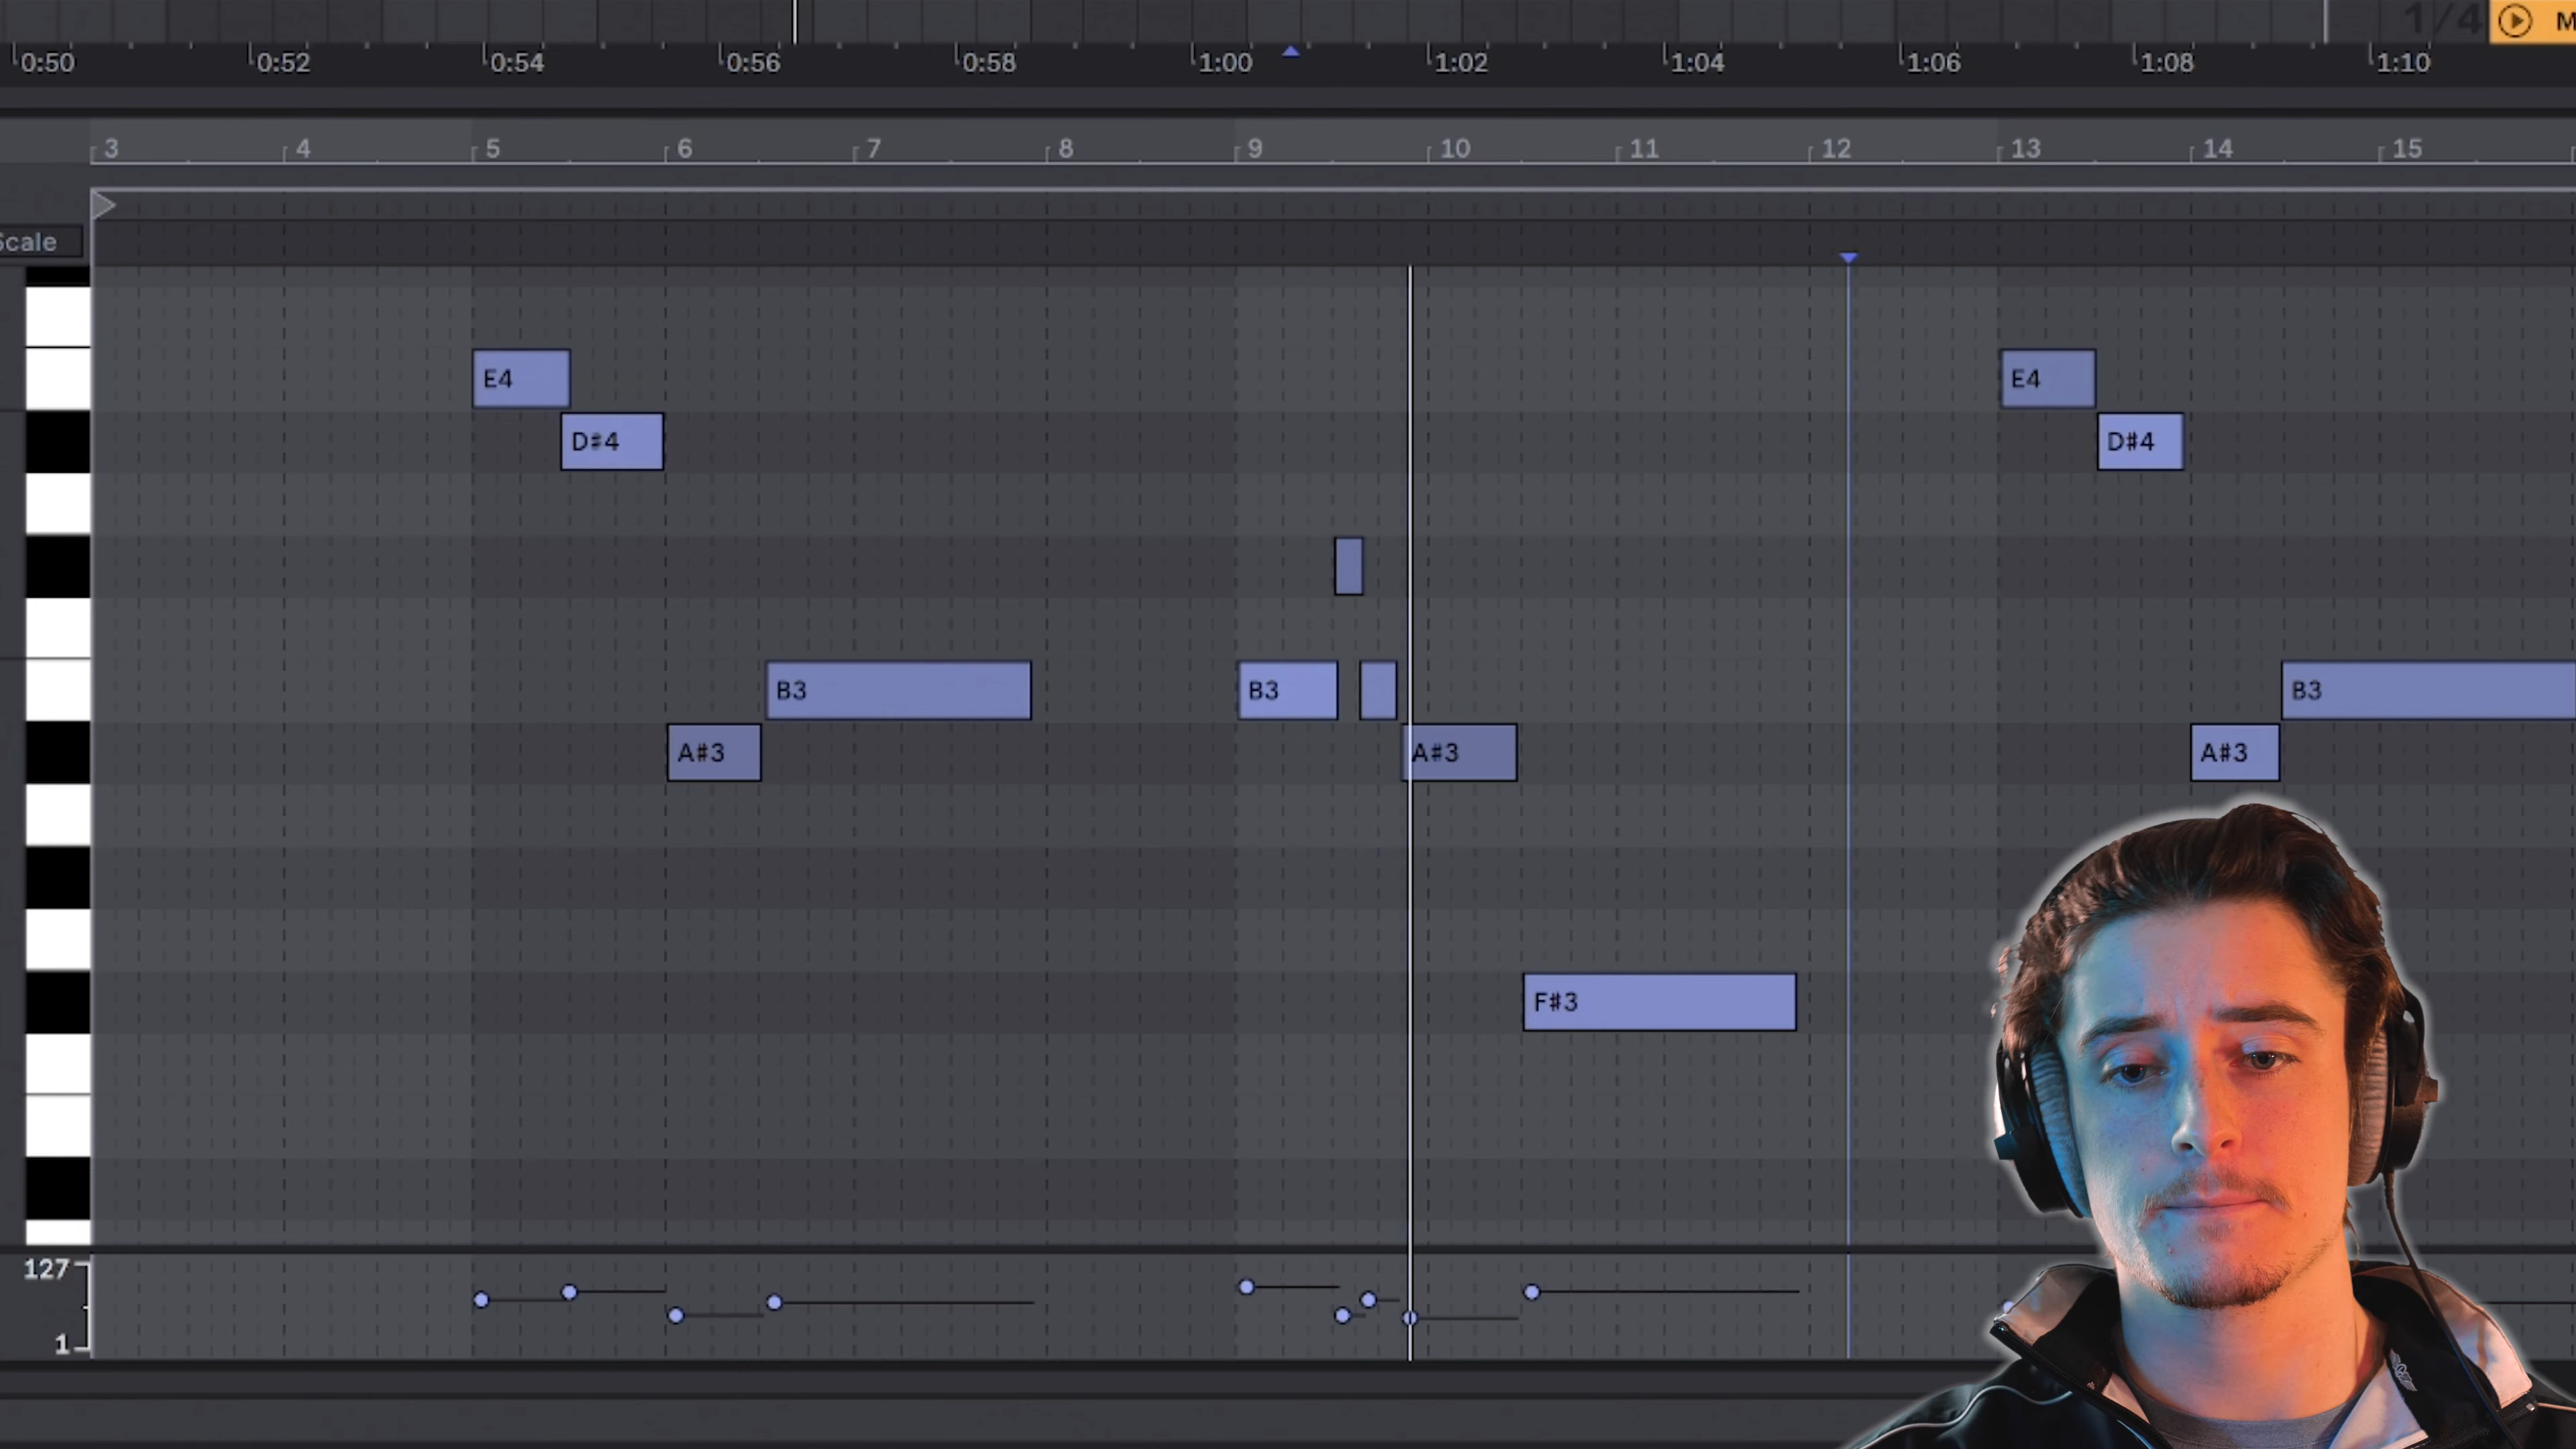 1/4 M
0:50 0:52 0:54 0:56 0:58 1:00 1:02 1:04 1:06 1:08 1:10
3 4 5 6 7 8 9 10 11 12 13 14 15
Scale
E4 E4
D#4 D#4
B3 B3 B3
A#3 A#3 A#3
F#3
127
1